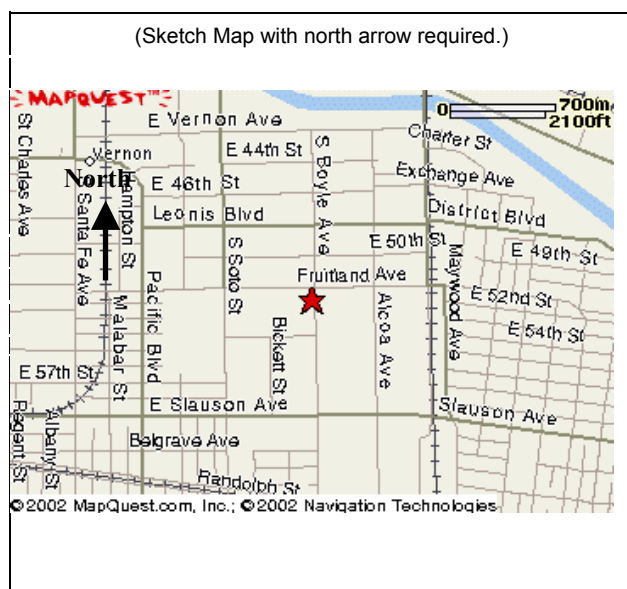 (Sketch Map with north arrow required.)
MAPQUEST™
0 700m
2100ft
E Vernon Ave
Charter St
St Charles Ave
Vernon
E 44th St
S Boyle Ave
Exchange Ave
North
E 46th St
Hampton St
Santa Fe Ave
Leonis Blvd
District Blvd
E 50th St
E 49th St
S Soto St
Maywood Ave
Fruitland Ave
E 52nd St
Pacific Blvd
Malabar St
Bickett St
Alcoa Ave
E 54th St
E 57th St
E Slauson Ave
Slauson Ave
Regent St
Albany St
Belgrave Ave
Randolph St
©2002 MapQuest.com, Inc.; ©2002 Navigation Technologies